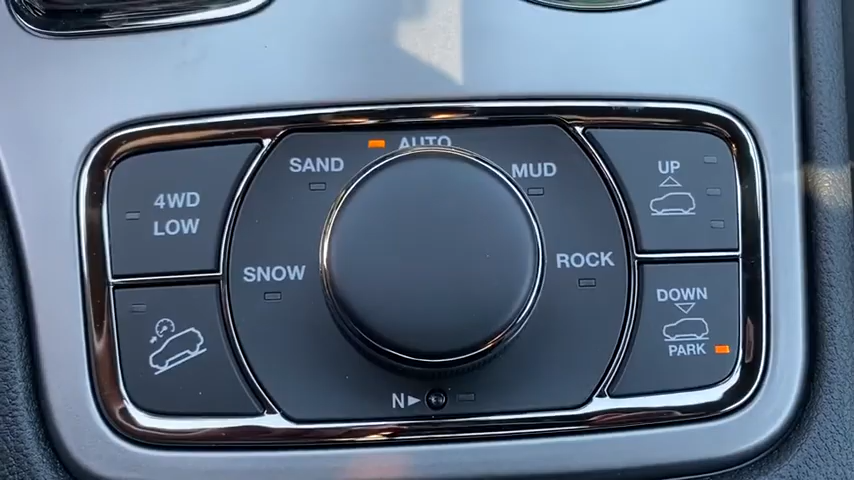 4WD
LOW
SNOW
SAND
AUTO
MUD
ROCK
N
UP
DOWN
PARK